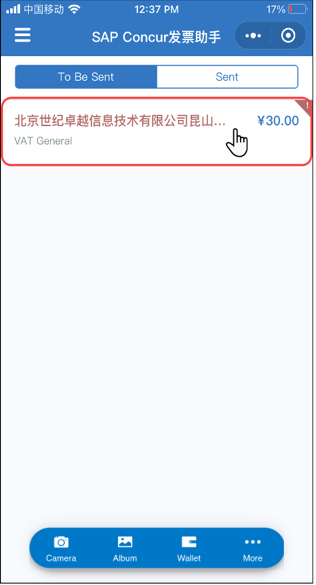 中国移动 12:37 PM 17%
SAP Concur发票助手
To Be Sent Sent
北京世纪卓越信息技术有限公司昆山... ¥30.00
VAT General
Camera Album Wallet More